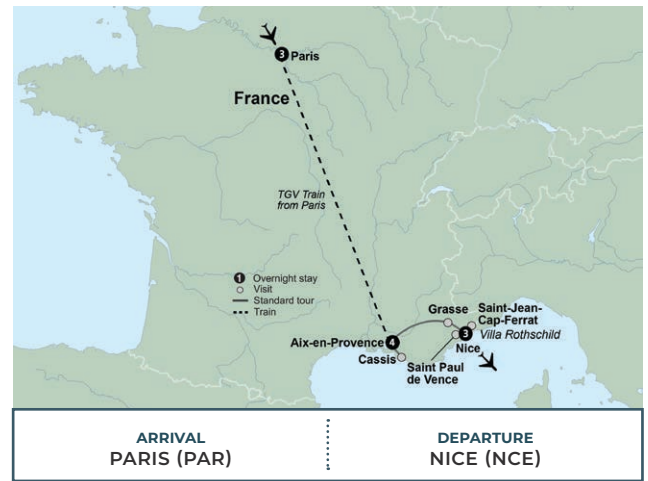 3 Paris
France
TGV Train
from Paris
1 Overnight stay
Visit
Standard tour
Train
Grasse
Saint-Jean-
Cap-Ferrat
Villa Rothschild
Aix-en-Provence 4
3
Nice
Cassis
Saint Paul
de Vence
ARRIVAL
PARIS (PAR)
DEPARTURE
NICE (NCE)